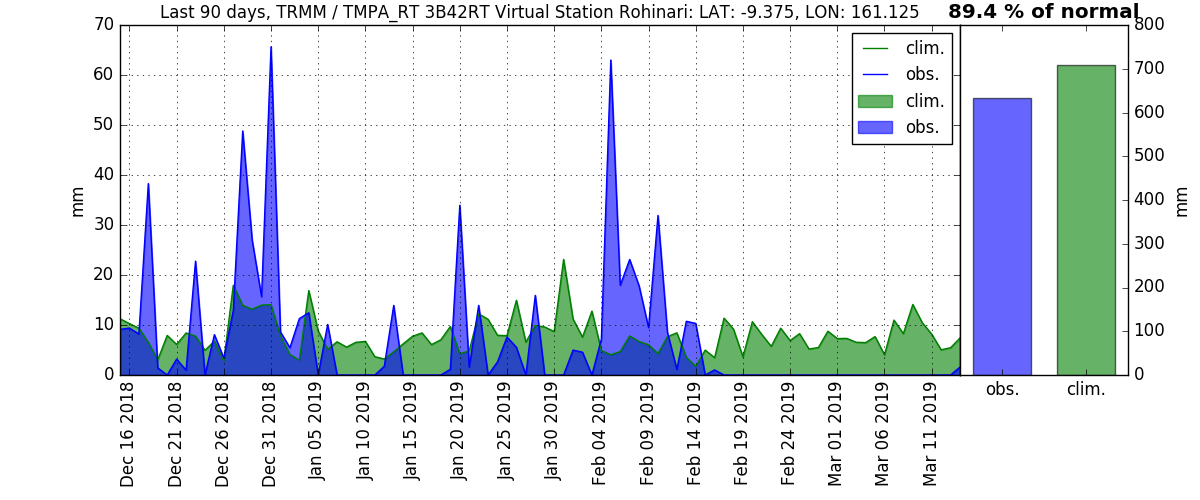 Last 90 days, TRMM / TMPA_RT 3B42RT Virtual Station Rohinari: LAT: -9.375, LON: 161.125
89.4 % of normal
70
60
50
40
30
20
10
0
mm
clim.
obs.
clim.
obs.
Dec 16 2018
Dec 21 2018
Dec 26 2018
Dec 31 2018
Jan 05 2019
Jan 10 2019
Jan 15 2019
Jan 20 2019
Jan 25 2019
Jan 30 2019
Feb 04 2019
Feb 09 2019
Feb 14 2019
Feb 19 2019
Feb 24 2019
Mar 01 2019
Mar 06 2019
Mar 11 2019
800
700
600
500
400
300
200
100
0
mm
obs.
clim.